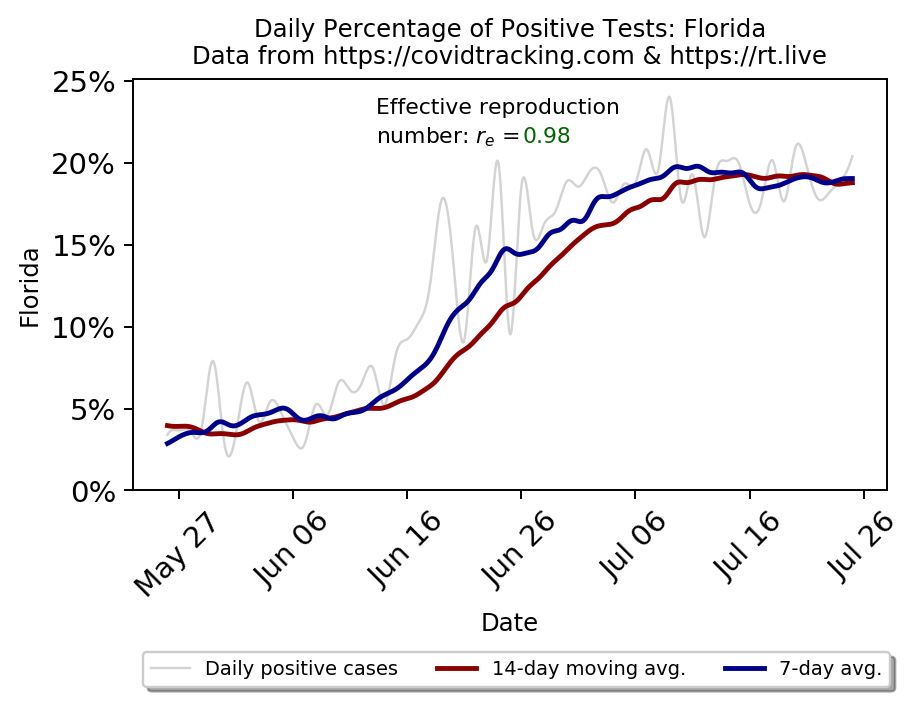 Daily Percentage of Positive Tests: Florida
Data from https://covidtracking.com & https://rt.live
25%
20%
15%
10%
5%
0%
Florida
Effective reproduction
number: rₑ =0.98
May 27
Jun 06
Jun 16
Jun 26
Jul 06
Jul 16
Jul 26
Date
Daily positive cases
14-day moving avg.
7-day avg.